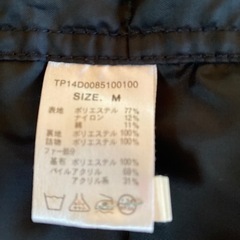 TP14D0085100100
SIZE. M
表地 ポリエステル 77%
ナイロン 12%
綿 11%
裏地 ポリエステル 100%
詰物 ポリエステル 100%
ファー部分
基布 ポリエステル 100%
パイル アクリル 69%
アクリル系 31%